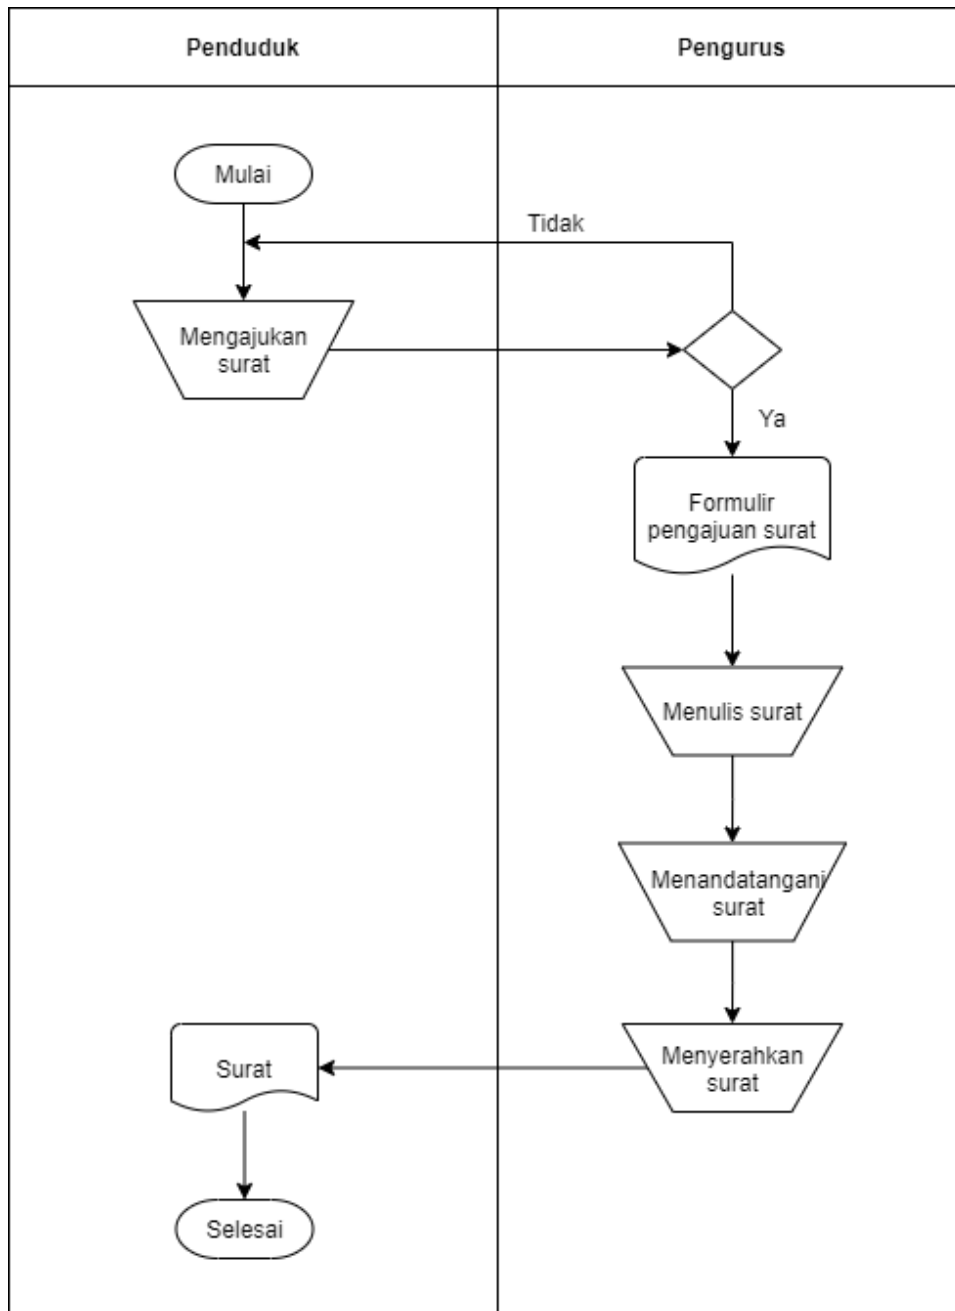 Penduduk
Pengurus
Mulai
Tidak
Mengajukan
surat
Ya
Formulir
pengajuan surat
Menulis surat
Menandatangani
surat
Menyerahkan
surat
Surat
Selesai